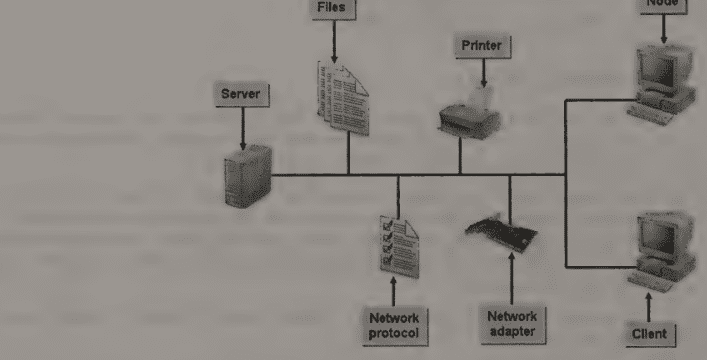 Files
Node
Printer
Server
Network
protocol
Network
adapter
Client